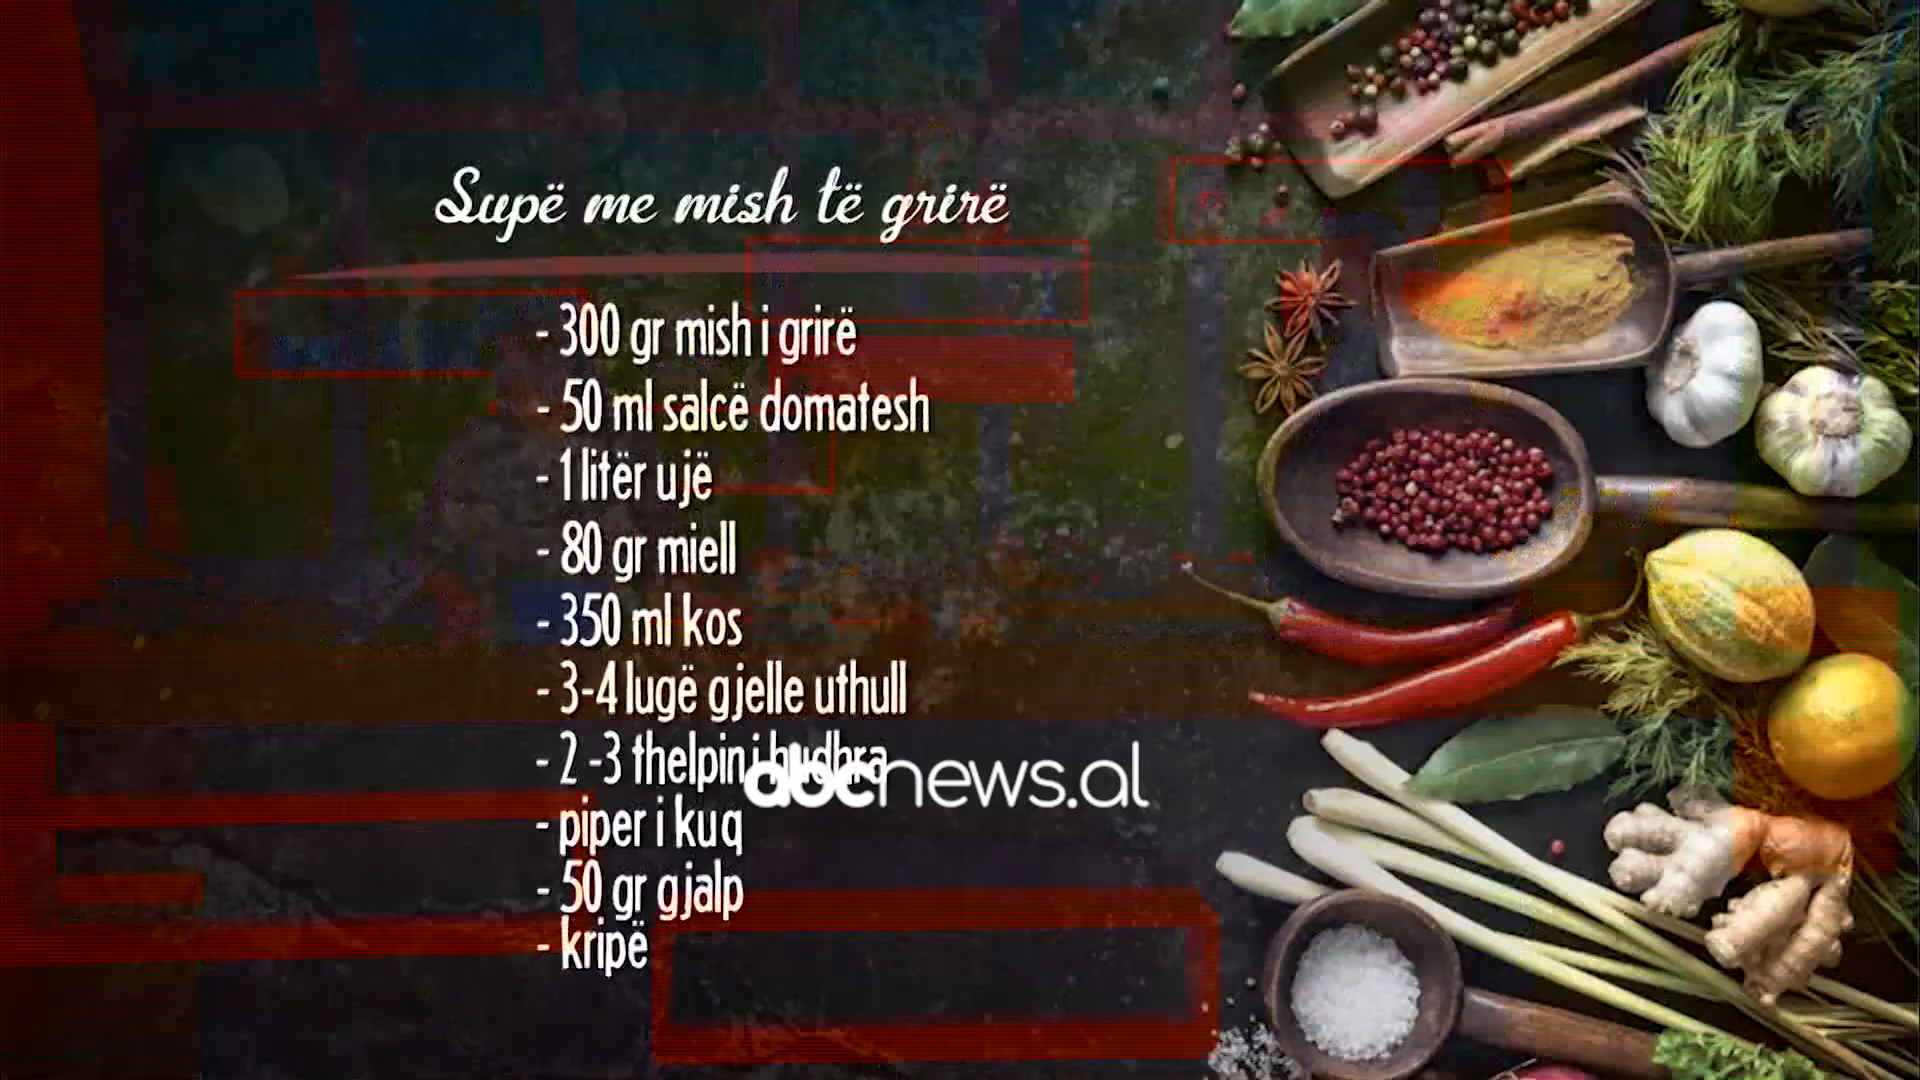 Supë me mish të grirë
- 300 gr mish i grirë
- 50 ml salcë domatesh
- 1 litër ujë
- 80 gr miell
- 350 ml kos
- 3-4 lugë gjelle uthull
- 2 -3 thelpinj hudhra
abcnews.al
- piper i kuq
- 50 gr gjalp
- kripë